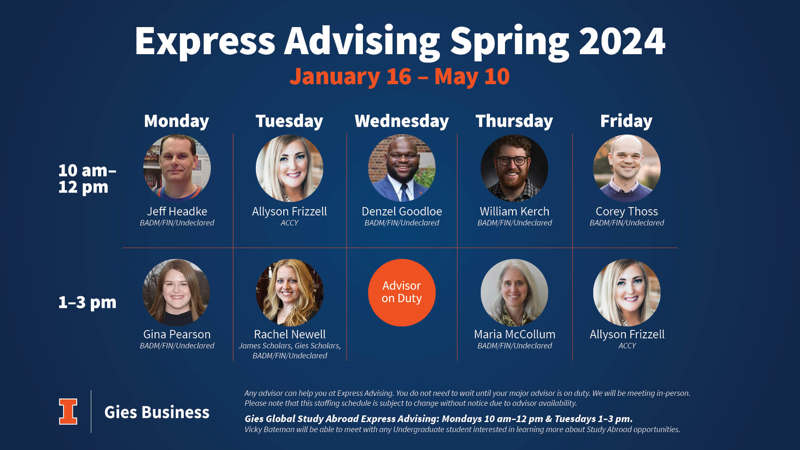 Express Advising Spring 2024
January 16 – May 10
Monday
Tuesday
Wednesday
Thursday
Friday
10 am–
12 pm
Jeff Headke
BADM/FIN/Undeclared
Allyson Frizzell
ACCY
Denzel Goodloe
BADM/FIN/Undeclared
William Kerch
BADM/FIN/Undeclared
Corey Thoss
BADM/FIN/Undeclared
1–3 pm
Gina Pearson
BADM/FIN/Undeclared
Rachel Newell
James Scholars, Gies Scholars,
BADM/FIN/Undeclared
Advisor
on Duty
Maria McCollum
BADM/FIN/Undeclared
Allyson Frizzell
ACCY
I
Gies Business
Any advisor can help you at Express Advising. You do not need to wait until your major advisor is on duty. We will be meeting in-person.
Please note that this staffing schedule is subject to change without notice due to advisor availability.
Gies Global Study Abroad Express Advising: Mondays 10 am–12 pm & Tuesdays 1–3 pm.
Vicky Bateman will be able to meet with any Undergraduate student interested in learning more about Study Abroad opportunities.